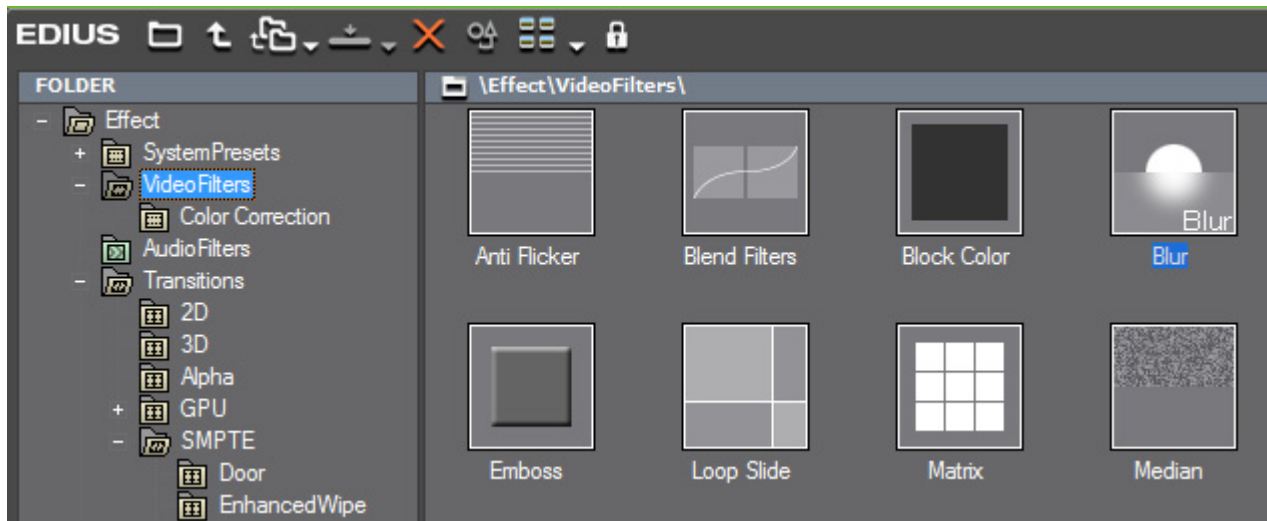 EDIUS
FOLDER
Effect
SystemPresets
VideoFilters
Color Correction
AudioFilters
Transitions
2D
3D
Alpha
GPU
SMPTE
Door
EnhancedWipe
\Effect\VideoFilters\
Blur
Anti Flicker Blend Filters Block Color Blur
Emboss Loop Slide Matrix Median